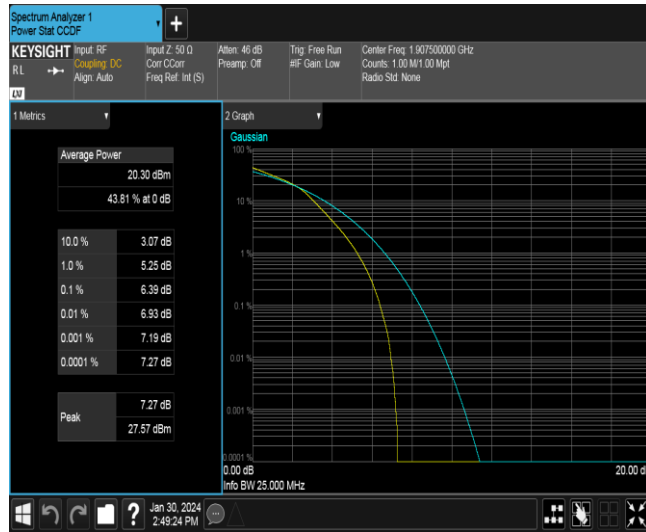 Spectrum Analyzer 1
Power Stat CCDF
+
KEYSIGHT
Input: RF
Coupling: DC
Align: Auto
Input Z: 50 Ω
Corr CCorr
Freq Ref: Int (S)
Atten: 46 dB
Preamp: Off
Trig: Free Run
#IF Gain: Low
Center Freq: 1.907500000 GHz
Counts: 1.00 M/1.00 Mpt
Radio Std: None
R L
LXI
1 Metrics
Average Power
20.30 dBm
43.81 % at 0 dB
10.0 % 3.07 dB
1.0 % 5.25 dB
0.1 % 6.39 dB
0.01 % 6.93 dB
0.001 % 7.19 dB
0.0001 % 7.27 dB
Peak
7.27 dB
27.57 dBm
2 Graph
Gaussian
100 %
10 %
1 %
0.1 %
0.01 %
0.001 %
0.0001 %
0.00 dB
20.00 d
Info BW 25.000 MHz
?
Jan 30, 2024
2:49:24 PM